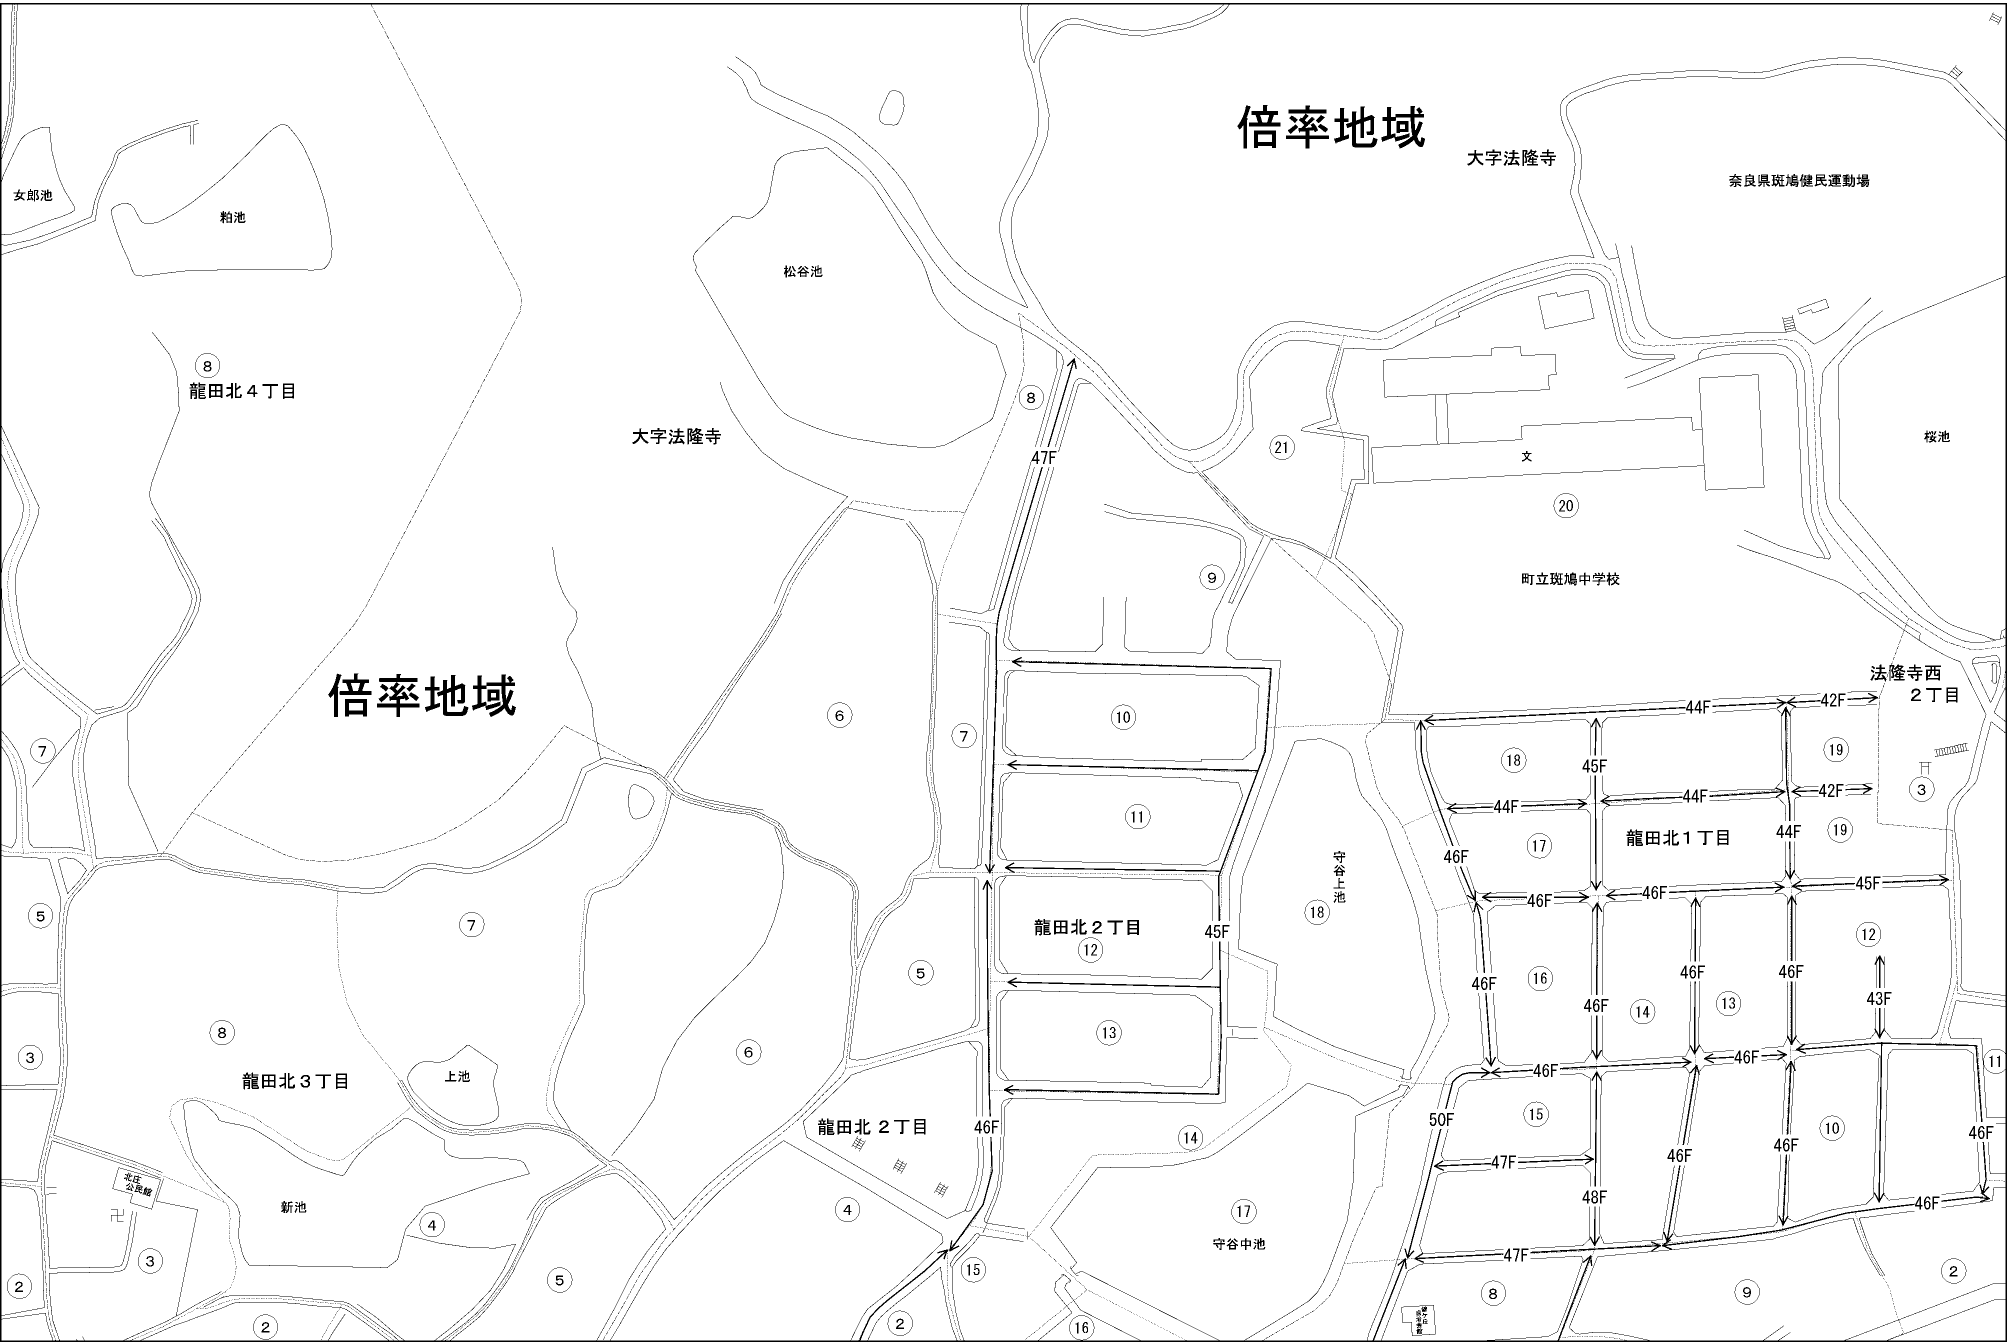 倍率地域
大字法隆寺
奈良県斑鳩健民運動場
女郎池
粕池
松谷池
8
龍田北4丁目
大字法隆寺
8
47F
21
文
桜池
20
9
町立斑鳩中学校
倍率地域
法隆寺西
2丁目
6
7
10
44F
42F
18
45F
19
7
3
44F
44F
42F
11
17
44F
龍田北1丁目
19
守谷上池
46F
18
46F
46F
45F
5
7
龍田北2丁目
12
45F
12
5
16
46F
46F
46F
46F
14
13
43F
8
13
3
6
46F
46F
11
龍田北3丁目
上池
龍田北2丁目
46F
14
50F
15
10
46F
46F
46F
47F
48F
北庄
公民館
卍
新池
4
4
17
守谷中池
46F
3
5
15
47F
2
2
2
2
16
8
9